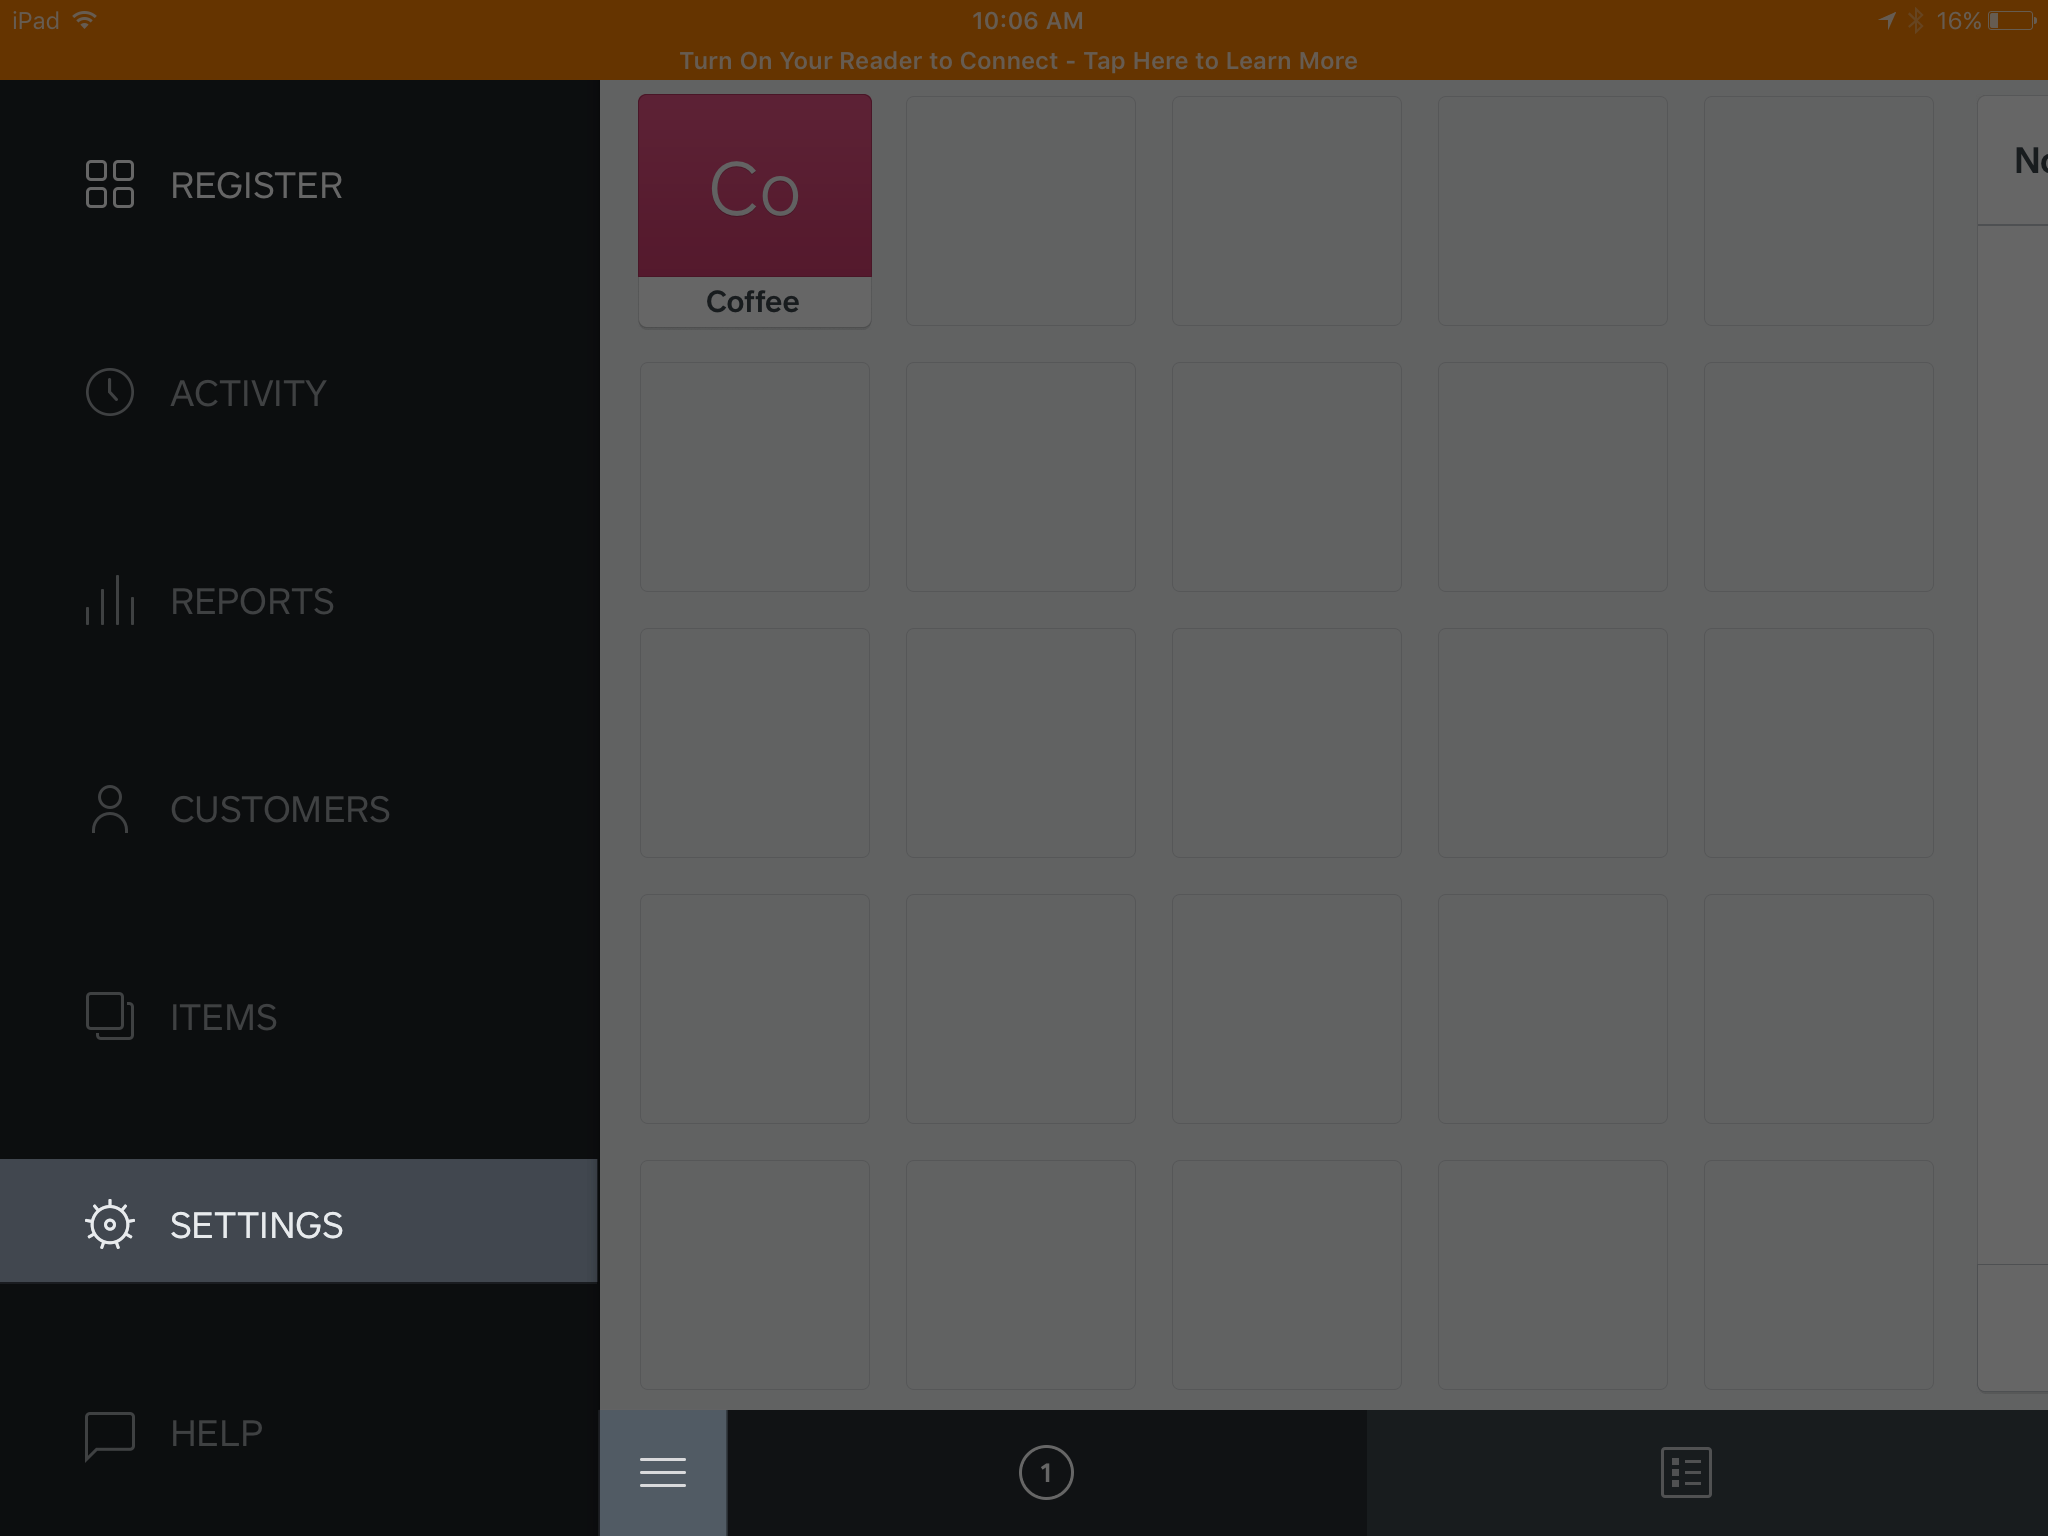 iPad 10:06 AM 16%
Turn On Your Reader to Connect - Tap Here to Learn More
REGISTER
ACTIVITY
REPORTS
CUSTOMERS
ITEMS
SETTINGS
HELP
Co
Coffee
1